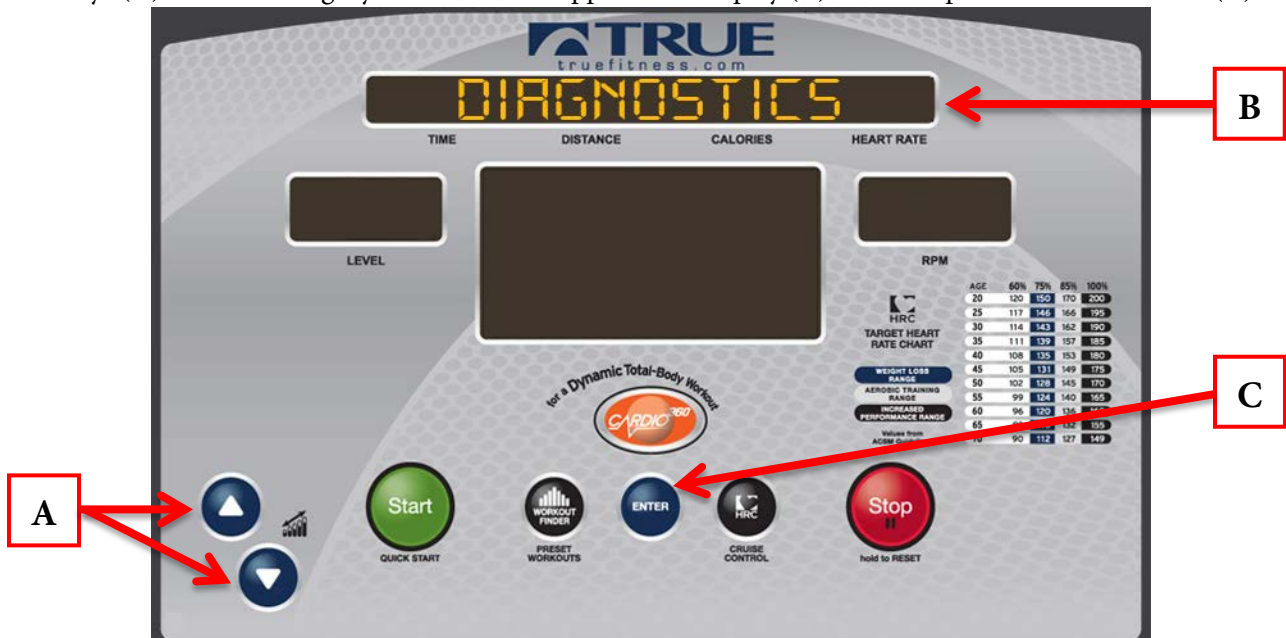 TRUE
truefitness.com
DIAGNOSTICS
B
TIME DISTANCE CALORIES HEART RATE
LEVEL
RPM
HRC
TARGET HEART
RATE CHART
WEIGHT LOSS
RANGE
AEROBIC TRAINING
RANGE
INCREASED
PERFORMANCE RANGE
Values from
ACSM
AGE 60% 75% 85% 100%
20 120 150 170 200
25 117 146 166 195
30 114 143 162 190
35 111 139 157 185
40 108 135 153 180
45 105 131 149 175
50 102 128 145 170
55 99 124 140 165
60 96 120 136
65 132 155
70 90 112 127 149
for a Dynamic Total-Body Workout
CARDIO 360
C
A
Start
QUICK START
WORKOUT
FINDER
PRESET
WORKOUTS
ENTER
HRC
CRUISE
CONTROL
Stop
hold to RESET